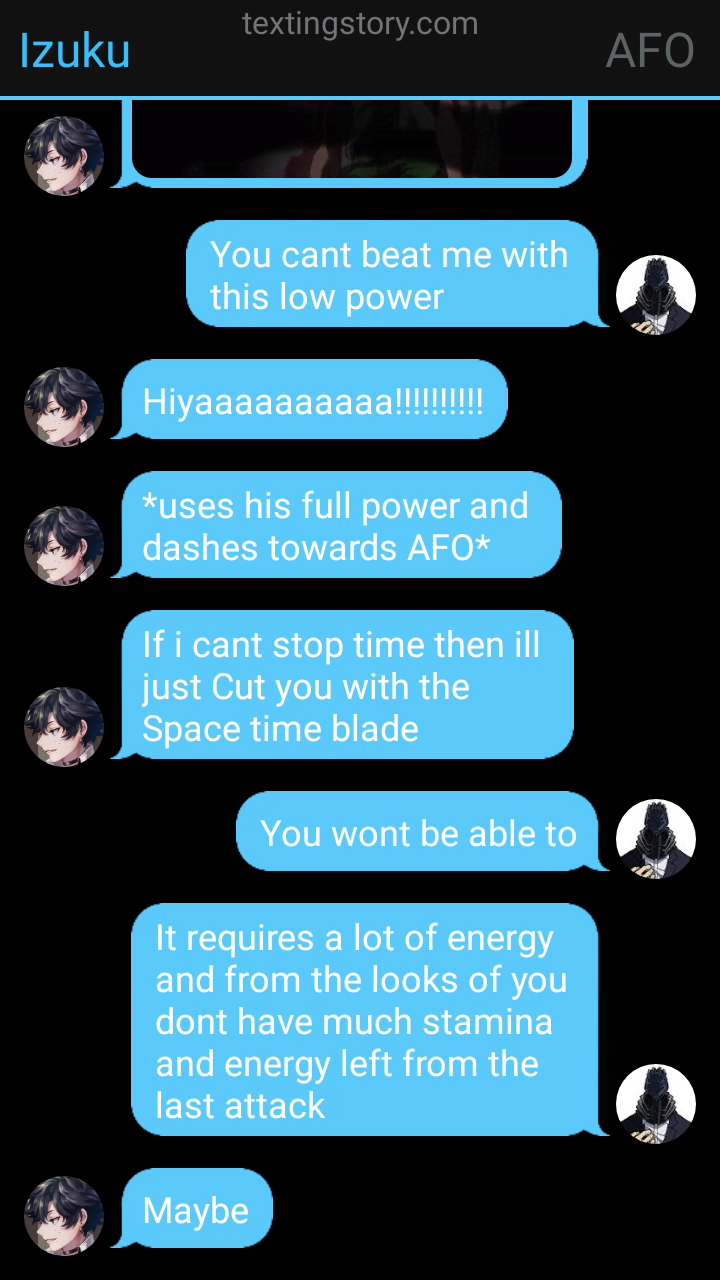 textingstory.com
Izuku
AFO
You cant beat me with
this low power
Hiyaaaaaaaaaa!!!!!!!!!!
*uses his full power and
dashes towards AFO*
If i cant stop time then ill
just Cut you with the
Space time blade
You wont be able to
It requires a lot of energy
and from the looks of you
dont have much stamina
and energy left from the
last attack
Maybe